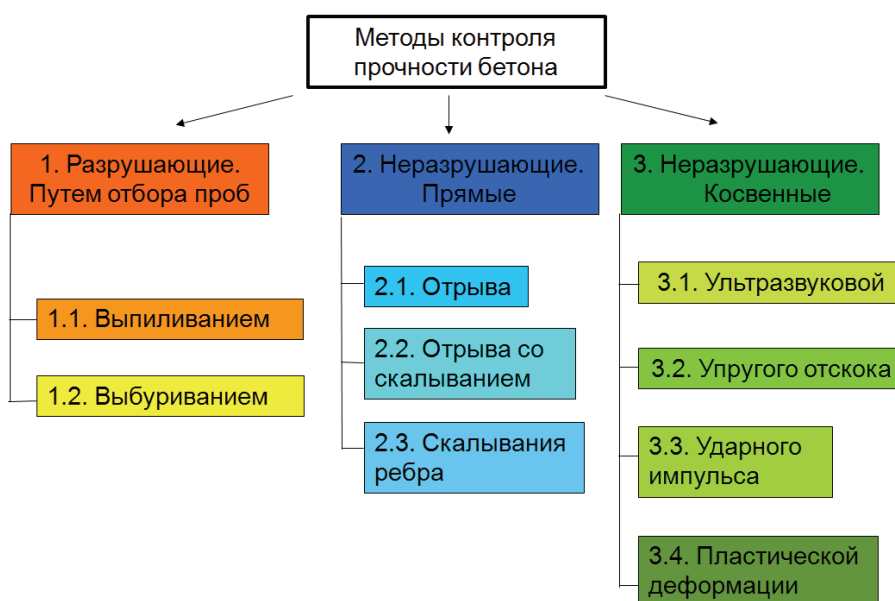 Методы контроля
прочности бетона
1. Разрушающие.
Путем отбора проб
1.1. Выпиливанием
1.2. Выбуриванием
2. Неразрушающие.
Прямые
2.1. Отрыва
2.2. Отрыва со
скалыванием
2.3. Скалывания
ребра
3. Неразрушающие.
Косвенные
3.1. Ультразвуковой
3.2. Упругого отскока
3.3. Ударного
импульса
3.4. Пластической
деформации